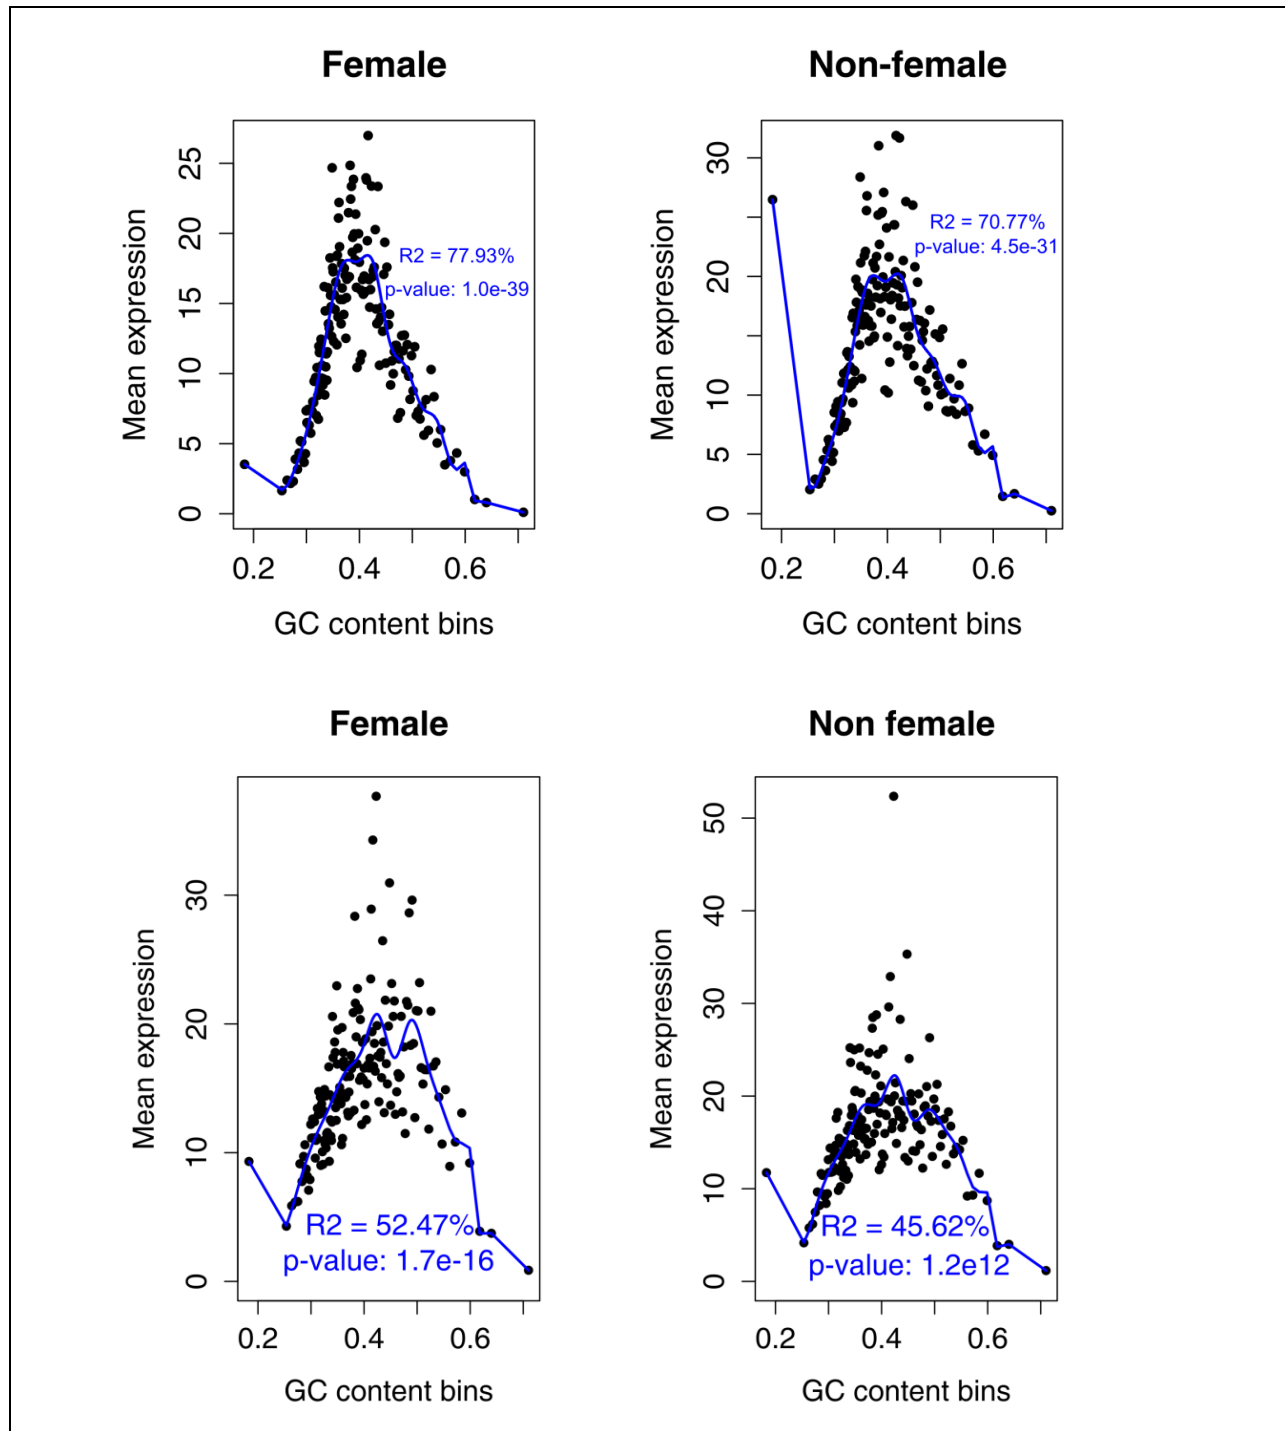 Female
Non-female
25
20
15
10
5
0
Mean expression
R2 = 77.93%
p-value: 1.0e-39
0.2 0.4 0.6
GC content bins
30
20
10
5
0
Mean expression
R2 = 70.77%
p-value: 4.5e-31
0.2 0.4 0.6
GC content bins
Female
Non female
30
20
10
0
Mean expression
R2 = 52.47%
p-value: 1.7e-16
0.2 0.4 0.6
GC content bins
50
40
30
20
10
0
Mean expression
R2 = 45.62%
p-value: 1.2e12
0.2 0.4 0.6
GC content bins